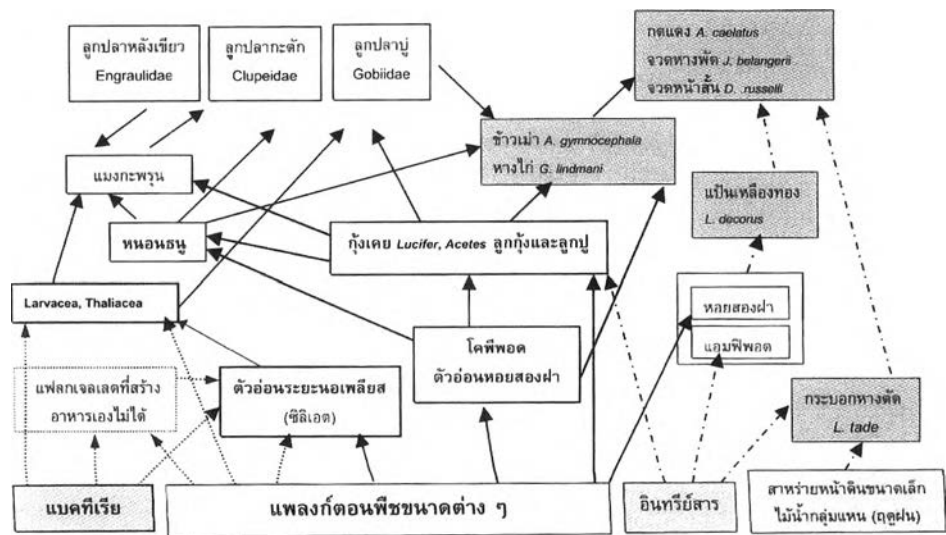 ลูกปลาหลังเขียว
Engraulidae
ลูกปลากะตัก
Clupeidae
ลูกปลาบู่
Gobiidae
กดแดง A. caelatus
จวดหางพัด J. belangerii
จวดหน้าสั้น D. russelli
ข้าวเม่า A. gymnocephala
หางไก่ G. lindmani
แมงกะพรุน
แป้นเหลืองทอง
L. decorus
หนอนธนู
กุ้งเคย Lucifer, Acetes ลูกกุ้งและลูกปู
Larvacea, Thaliacea
หอยสองฝา
แอมฟิพอต
โคพีพอด
ตัวอ่อนหอยสองฝา
แฟลกเจลเลตที่สร้าง
อาหารเองไม่ได้
ตัวอ่อนระยะนอเพลียส
(ซิลิเอต)
กระบอกหางตัด
L. tade
แบคทีเรีย
แพลงก์ตอนพืชขนาดต่าง ๆ
อินทรีย์สาร
สาหร่ายหน้าดินขนาดเล็ก
ไม้น้ำกลุ่มแหน (ฤดูฝน)